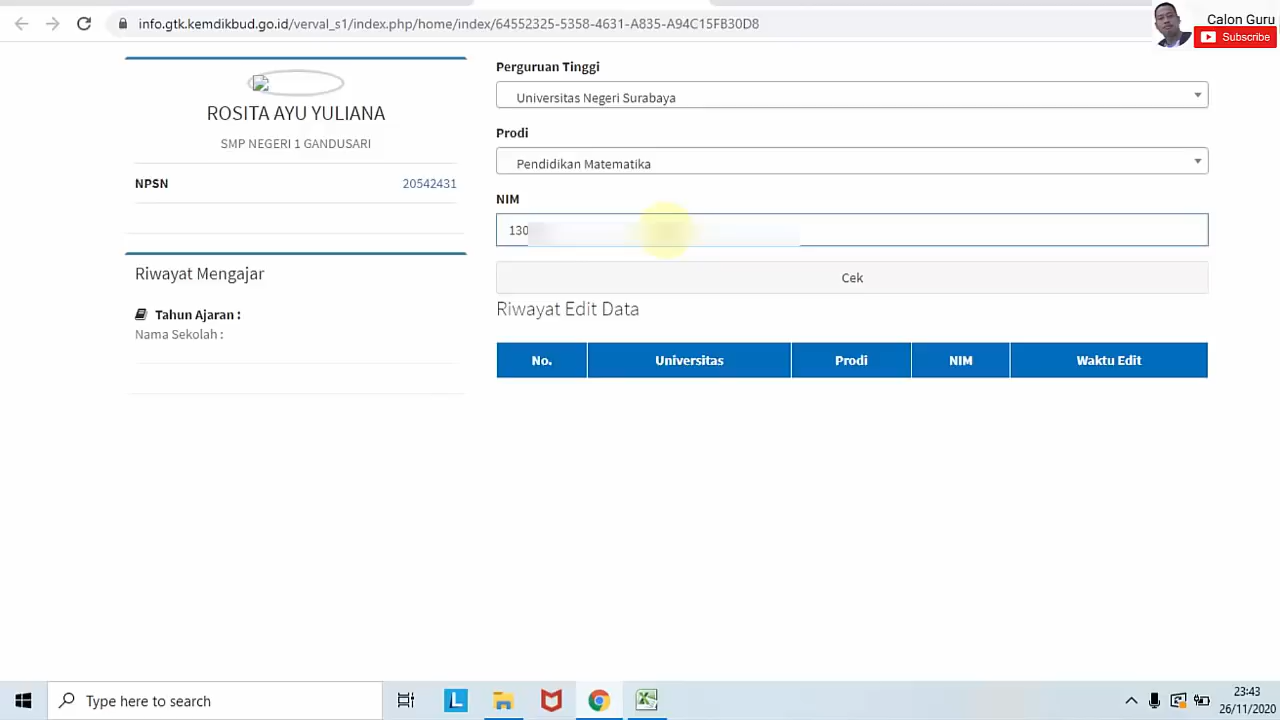 info.gtk.kemdikbud.go.id/verval_s1/index.php/home/index/64552325-5358-4631-A835-A94C15FB30D8
Calon Guru
Subscribe
ROSITA AYU YULIANA
SMP NEGERI 1 GANDUSARI
NPSN 20542431
Riwayat Mengajar
Tahun Ajaran :
Nama Sekolah :
Perguruan Tinggi
Universitas Negeri Surabaya
Prodi
Pendidikan Matematika
NIM
130
Cek
Riwayat Edit Data
No. Universitas Prodi NIM Waktu Edit
Type here to search
23:43
26/11/2020